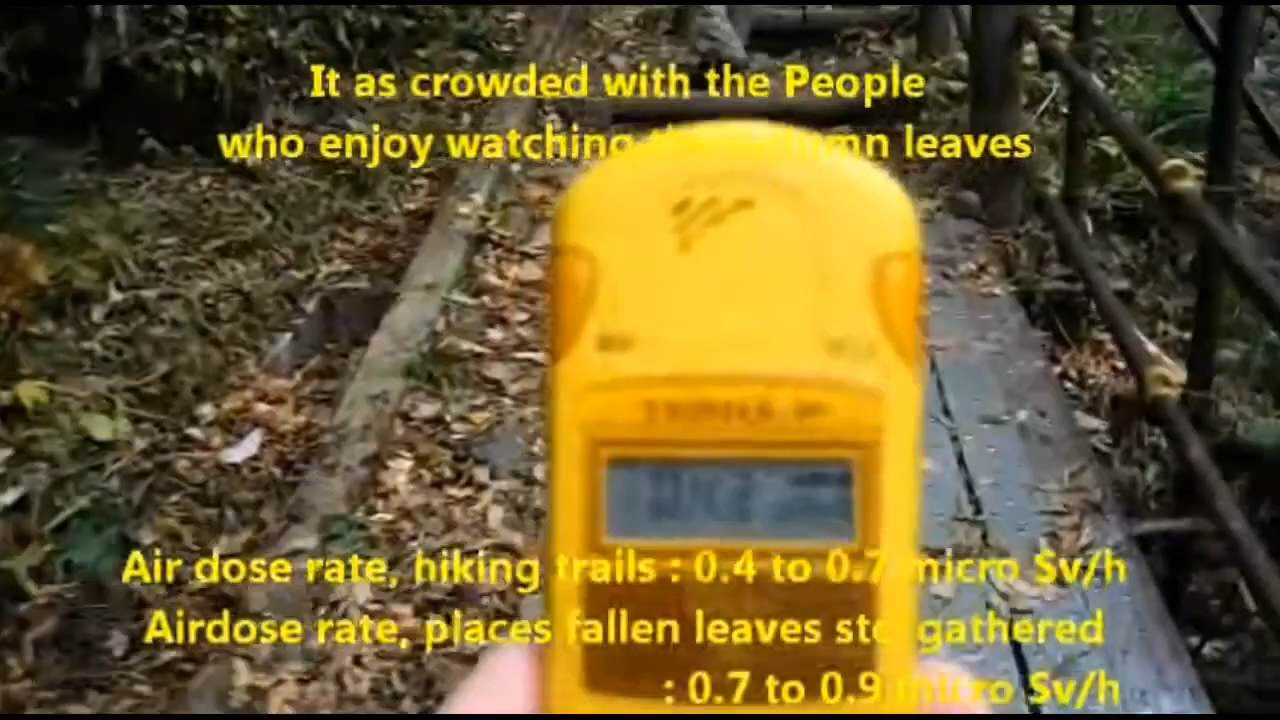 It as crowded with the People
who enjoy watching leaves
Air dose rate, hiking trails : 0.4 to 0.7 micro Sv/h
Airdose rate, places fallen leaves gathered
: 0.7 to 0.9 micro Sv/h